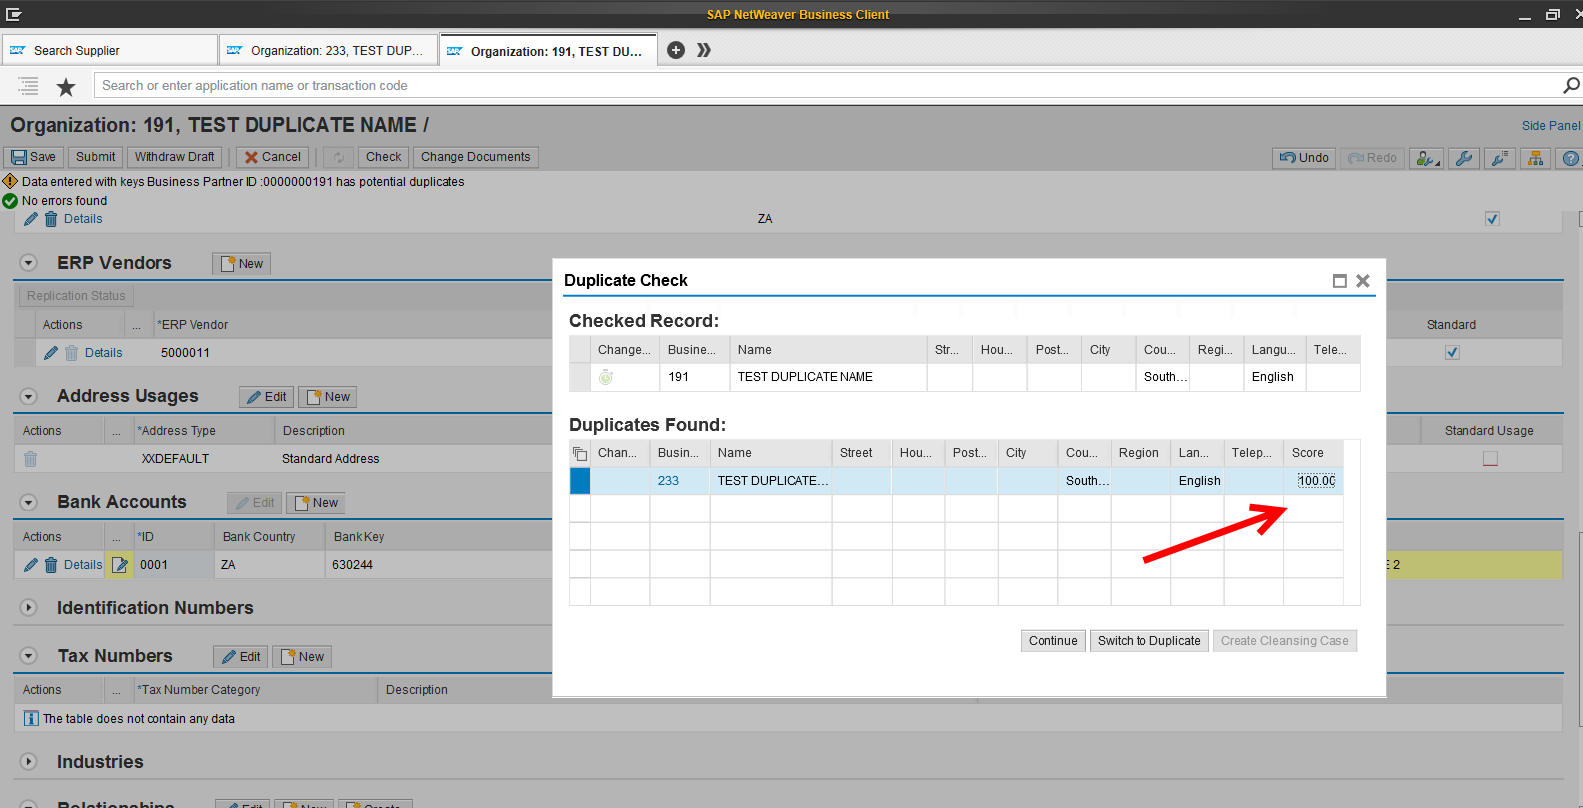 SAP NetWeaver Business Client
SAP Search Supplier
SAP Organization: 233, TEST DUP...
SAP Organization: 191, TEST DU...
Search or enter application name or transaction code
Organization: 191, TEST DUPLICATE NAME /
Side Panel
Save Submit Withdraw Draft Cancel Check Change Documents Undo Redo
Data entered with keys Business Partner ID :0000000191 has potential duplicates
No errors found
Details ZA
ERP Vendors New
Replication Status
Actions ... *ERP Vendor Standard
Details 5000011
Address Usages Edit New
Actions ... *Address Type Description Standard Usage
XXDEFAULT Standard Address
Bank Accounts Edit New
Actions ... *ID Bank Country Bank Key
Details 0001 ZA 630244 E 2
Identification Numbers
Tax Numbers Edit New
Actions ... *Tax Number Category Description
The table does not contain any data
Industries
Relationships Edit New Create
Duplicate Check
Checked Record:
Change... Busine... Name Str... Hou... Post... City Cou... Regi... Langu... Tele...
191 TEST DUPLICATE NAME South... English
Duplicates Found:
Chan... Busin... Name Street Hou... Post... City Cou... Region Lan... Telep... Score
233 TEST DUPLICATE... South... English 100.00
Continue Switch to Duplicate Create Cleansing Case